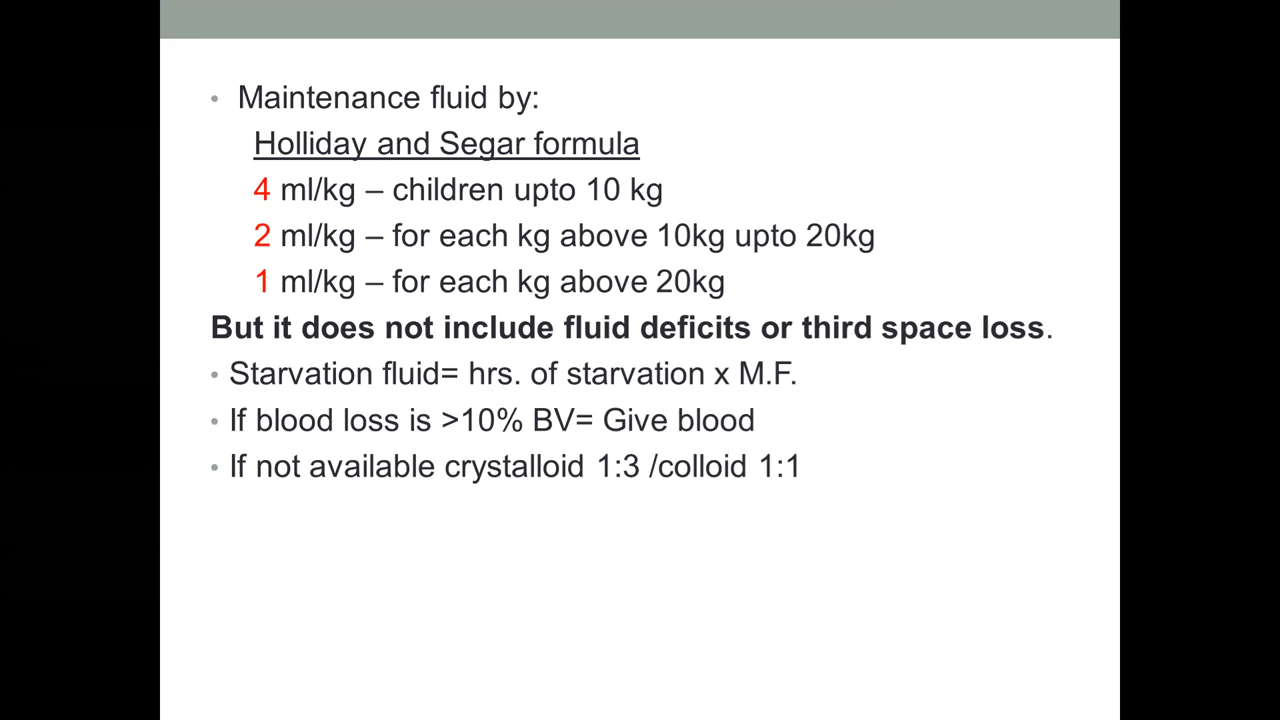 • Maintenance fluid by:
Holliday and Segar formula
4 ml/kg – children upto 10 kg
2 ml/kg – for each kg above 10kg upto 20kg
1 ml/kg – for each kg above 20kg
But it does not include fluid deficits or third space loss.
• Starvation fluid= hrs. of starvation x M.F.
• If blood loss is >10% BV= Give blood
• If not available crystalloid 1:3 /colloid 1:1